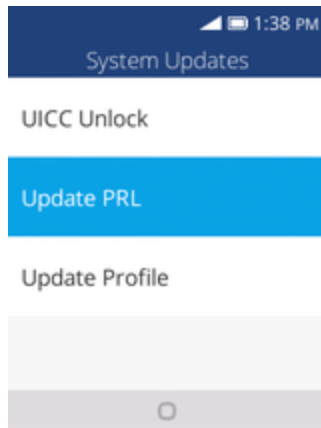 1:38 PM
System Updates
UICC Unlock
Update PRL
Update Profile